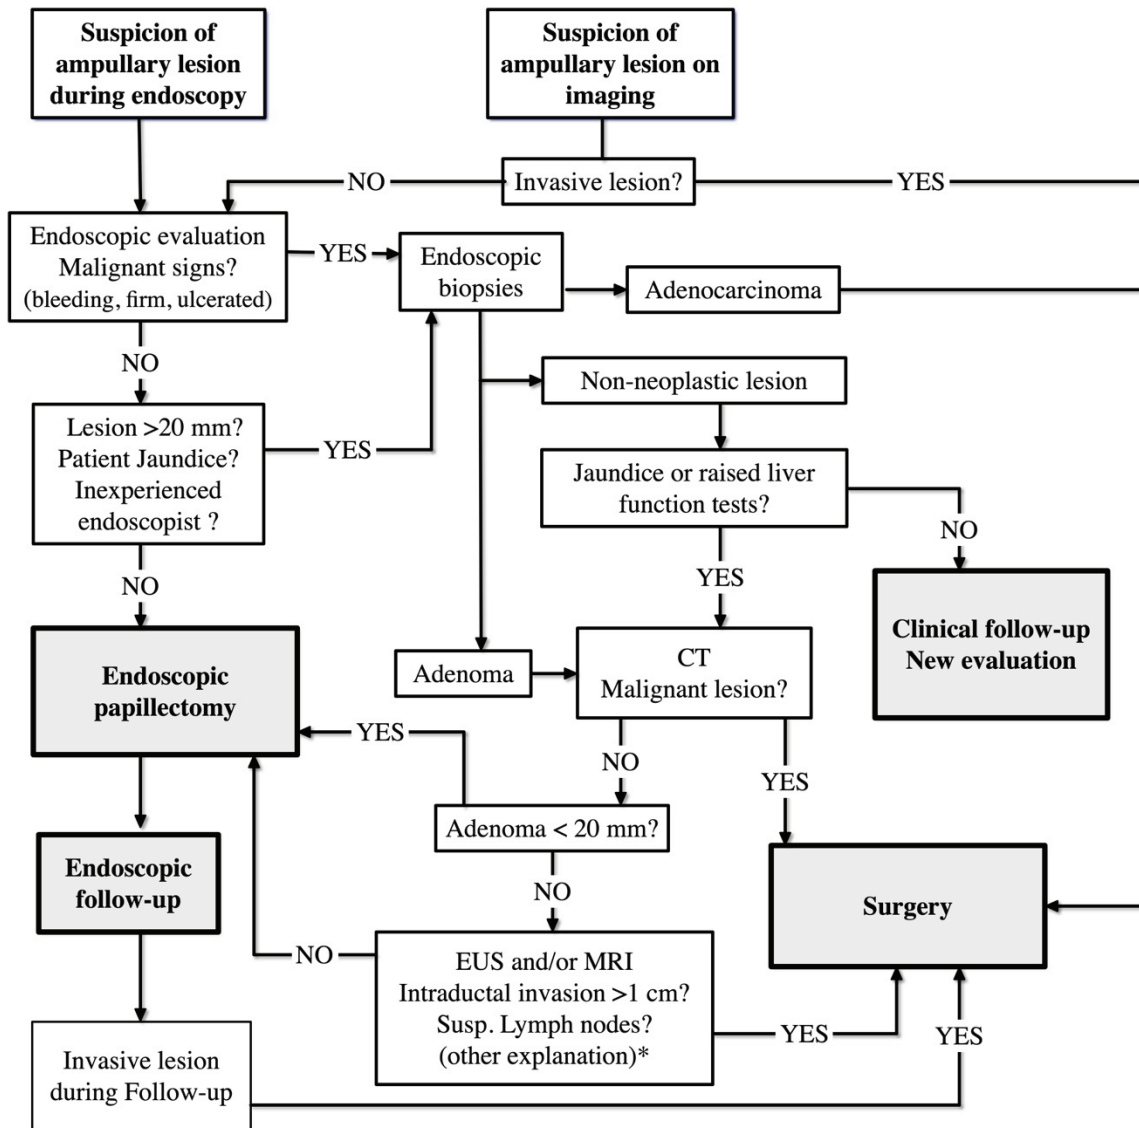 Suspicion of
ampullary lesion
during endoscopy
Suspicion of
ampullary lesion on
imaging
NO
Invasive lesion?
YES
Endoscopic evaluation
Malignant signs?
(bleeding, firm, ulcerated)
YES
Endoscopic
biopsies
Adenocarcinoma
NO
Non-neoplastic lesion
Lesion >20 mm?
Patient Jaundice?
Inexperienced
endoscopist ?
YES
Jaundice or raised liver
function tests?
NO
YES
NO
Clinical follow-up
New evaluation
Endoscopic
papillectomy
Adenoma
CT
Malignant lesion?
YES
NO
YES
Adenoma < 20 mm?
Endoscopic
follow-up
NO
Surgery
NO
EUS and/or MRI
Intraductal invasion >1 cm?
Susp. Lymph nodes?
(other explanation)*
YES
YES
Invasive lesion
during Follow-up